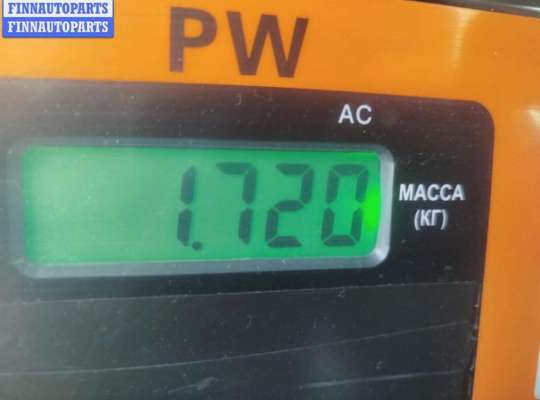 FINNAUTOPARTS
FINNAUTOPARTS
PW
AC
1.720
МАССА
(КГ)